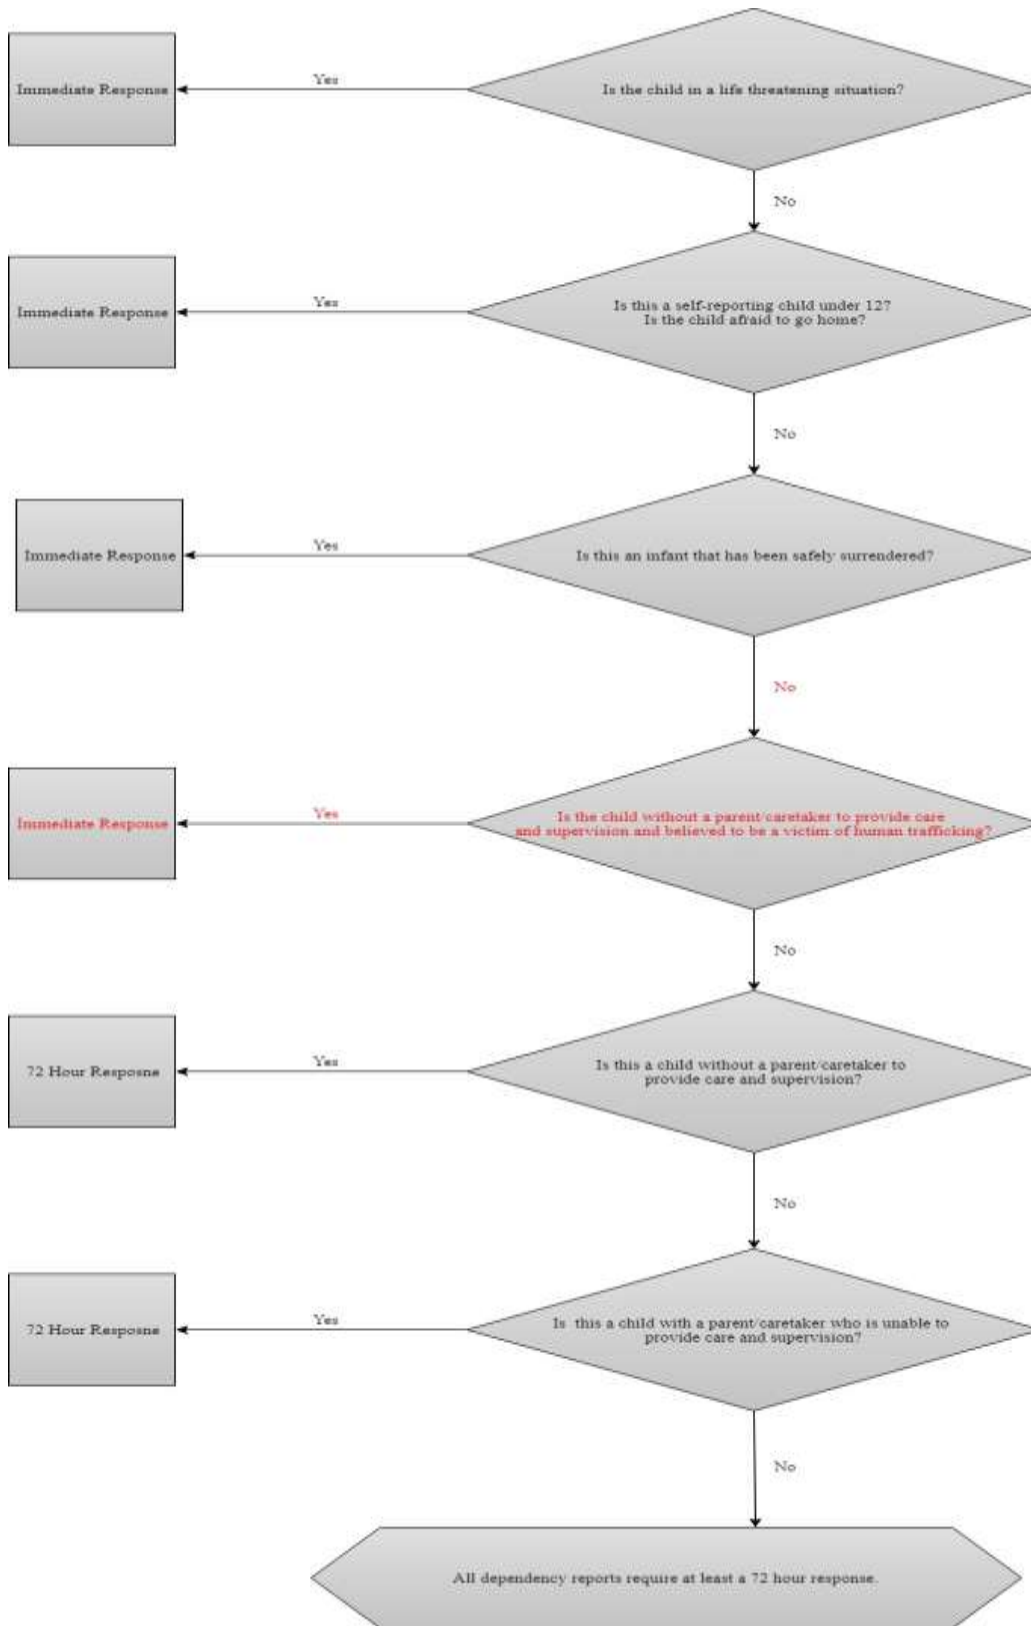 Immediate Response
Yes
Is the child in a life threatening situation?
No
Immediate Response
Yes
Is this a self-reporting child under 12?
Is the child afraid to go home?
No
Immediate Response
Yes
Is this an infant that has been safely surrendered?
No
Immediate Response
Yes
Is the child without a parent/caretaker to provide care
and supervision and believed to be a victim of human trafficking?
No
72 Hour Resposne
Yes
Is this a child without a parent/caretaker to
provide care and supervision?
No
72 Hour Resposne
Yes
Is this a child with a parent/caretaker who is unable to
provide care and supervision?
No
All dependency reports require at least a 72 hour response.